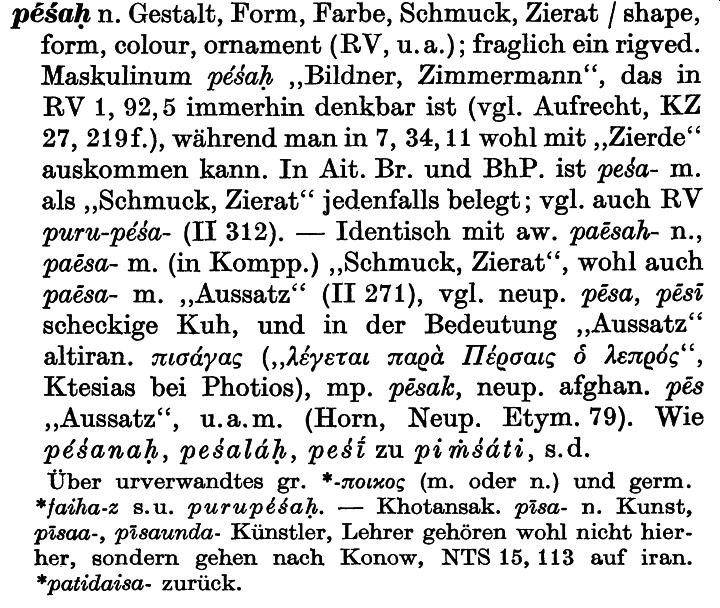 péśaḥ n. Gestalt, Form, Farbe, Schmuck, Zierat / shape,
form, colour, ornament (RV, u.a.); fraglich ein rigved.
Maskulinum péśaḥ „Bildner, Zimmermann“, das in
RV 1, 92,5 immerhin denkbar ist (vgl. Aufrecht, KZ
27, 219f.), während man in 7, 34,11 wohl mit „Zierde“
auskommen kann. In Ait. Br. und BhP. ist peśa- m.
als „Schmuck, Zierat“ jedenfalls belegt; vgl. auch RV
puru-péśa- (II 312). — Identisch mit aw. paēsah- n.,
paēsa- m. (in Kompp.) „Schmuck, Zierat“, wohl auch
paēsa- m. „Aussatz“ (II 271), vgl. neup. pēsa, pēsī
scheckige Kuh, und in der Bedeutung „Aussatz“
altiran. πισάγας („λέγεται παρὰ Πέρσαις ὁ λεπρός“,
Ktesias bei Photios), mp. pēsak, neup. afghan. pēs
„Aussatz“, u.a.m. (Horn, Neup. Etym. 79). Wie
péśanaḥ, peśaláḥ, peśī́ zu piṁśáti, s.d.
Über urverwandtes gr. *-ποικος (m. oder n.) und germ.
*faiha-z s.u. purupéśaḥ. — Khotansak. pīsa- n. Kunst,
pīsaa-, pīsaunda- Künstler, Lehrer gehören wohl nicht hier-
her, sondern gehen nach Konow, NTS 15, 113 auf iran.
*patidaisa- zurück.